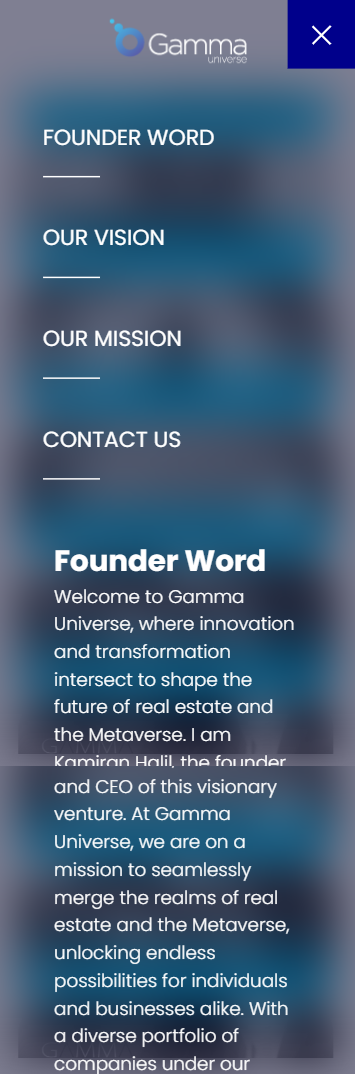 Gamma
universe
FOUNDER WORD
OUR VISION
OUR MISSION
CONTACT US
Founder Word
Welcome to Gamma
Universe, where innovation
and transformation
intersect to shape the
future of real estate and
the Metaverse. I am
Kamiran Halil, the founder
and CEO of this visionary
venture. At Gamma
Universe, we are on a
mission to seamlessly
merge the realms of real
estate and the Metaverse,
unlocking endless
possibilities for individuals
and businesses alike. With
a diverse portfolio of
companies under our